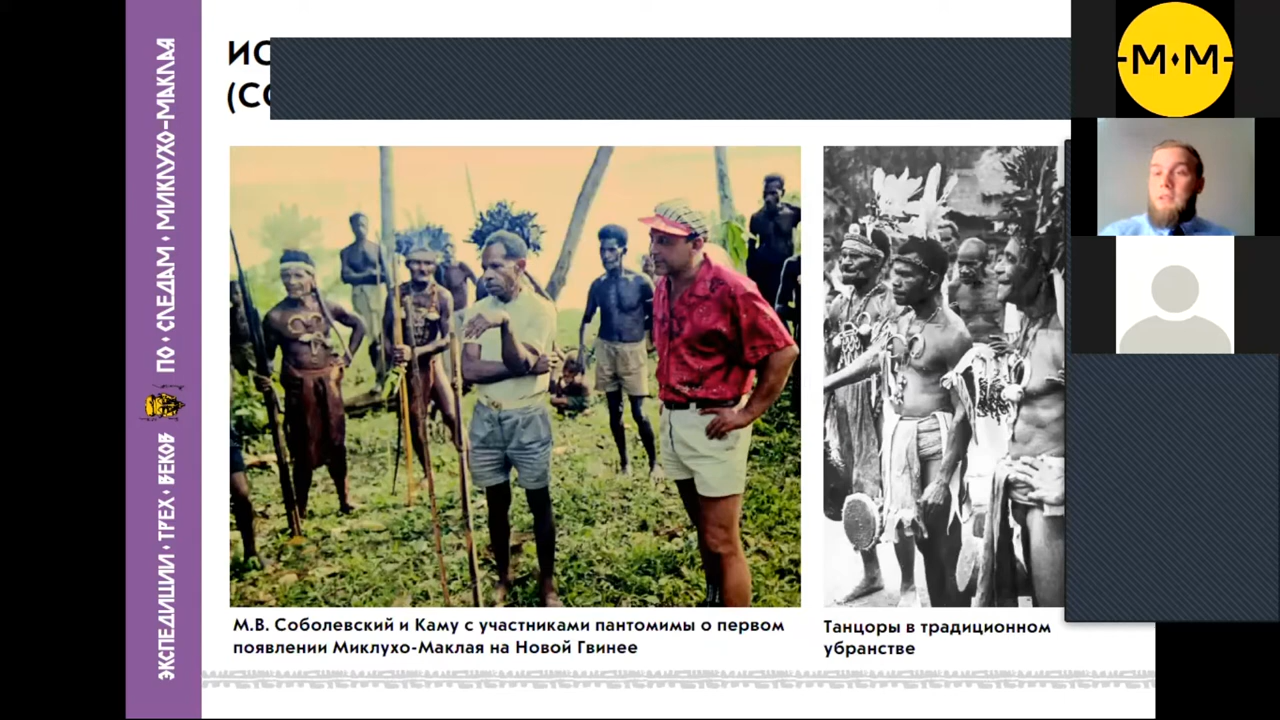 М.В. Соболевский и Каму с участниками пантомимы о первом
появлении Миклухо-Маклая на Новой Гвинее
Танцоры в традиционном
убранстве
ЭКСПЕДИЦИИ • ТРЕХ • ВЕКОВ ПО • СЛЕДАМ • МИКЛУХО-МАКЛАЯ
-М•М-